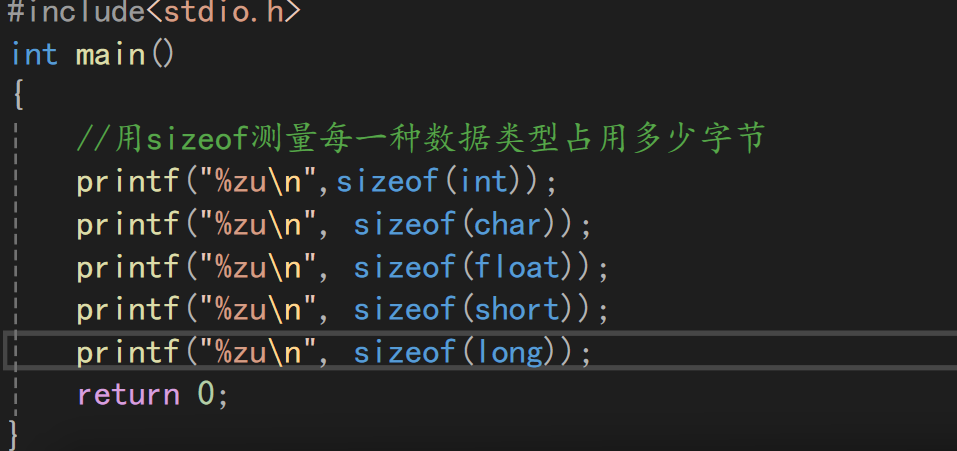 #include<stdio.h>
int main()
{
//用sizeof测量每一种数据类型占用多少字节
printf("%zu\n",sizeof(int));
printf("%zu\n", sizeof(char));
printf("%zu\n", sizeof(float));
printf("%zu\n", sizeof(short));
printf("%zu\n", sizeof(long));
return 0;
}